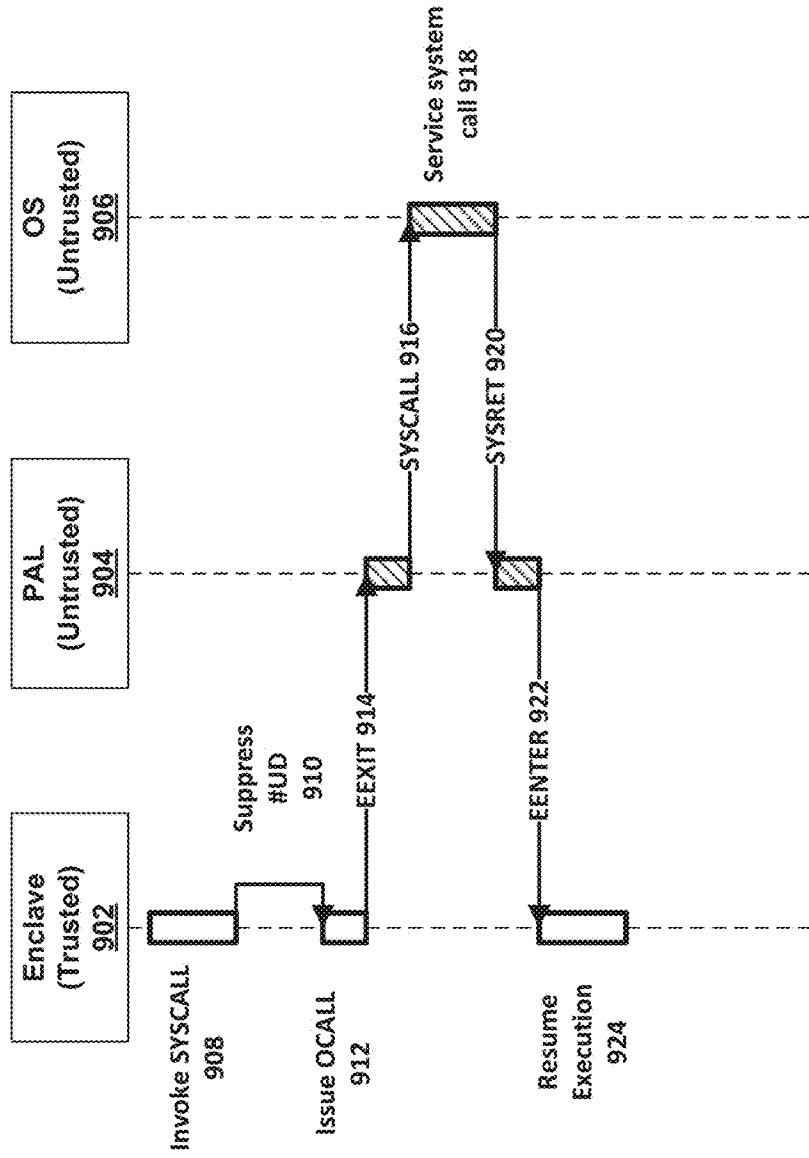 Enclave
(Trusted)
902
PAL
(Untrusted)
904
OS
(Untrusted)
906
Invoke SYSCALL
908
Suppress
#UD
910
Issue OCALL
912
EEXIT 914
SYSCALL 916
Service system
call 918
SYSRET 920
EENTER 922
Resume
Execution
924